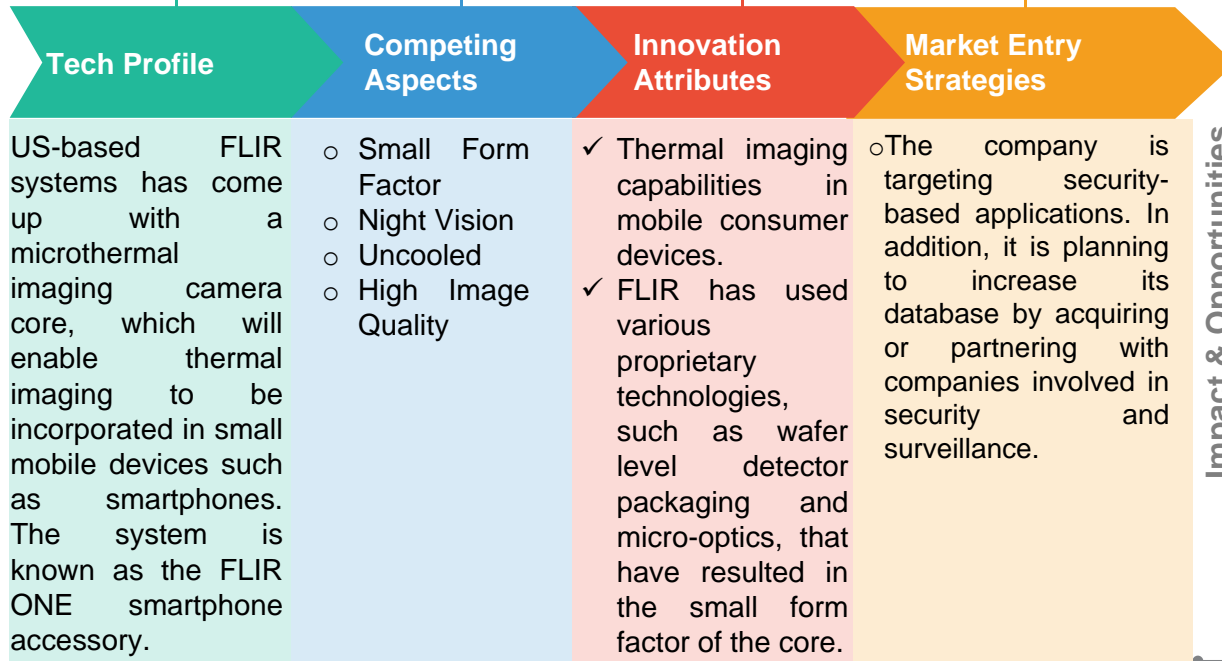 Tech Profile
Competing
Aspects
Innovation
Attributes
Market Entry
Strategies
US-based FLIR
systems has come
up with a
microthermal
imaging camera
core, which will
enable thermal
imaging to be
incorporated in small
mobile devices such
as smartphones.
The system is
known as the FLIR
ONE smartphone
accessory.
○ Small Form
Factor
○ Night Vision
○ Uncooled
○ High Image
Quality
✓ Thermal imaging
capabilities in
mobile consumer
devices.
✓ FLIR has used
various
proprietary
technologies,
such as wafer
level detector
packaging and
micro-optics, that
have resulted in
the small form
factor of the core.
○The company is
targeting security-
based applications. In
addition, it is planning
to increase its
database by acquiring
or partnering with
companies involved in
security and
surveillance.
Impact & Opportunities